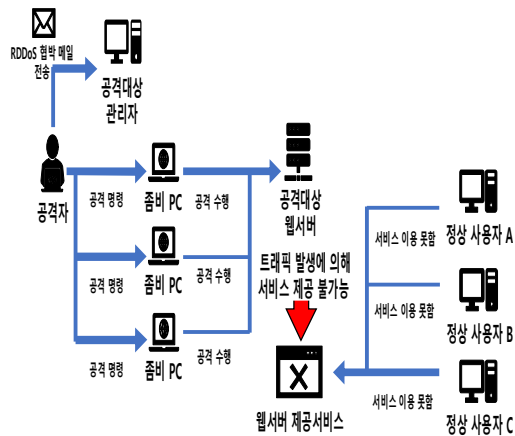 RDDoS 협박 메일
전송
공격대상
관리자
공격자
공격 명령
좀비 PC
공격 수행
공격대상
웹서버
공격 명령
좀비 PC
공격 수행
공격 명령
좀비 PC
공격 수행
트래픽 발생에 의해
서비스 제공 불가능
웹서버 제공서비스
서비스 이용 못함
정상 사용자 A
서비스 이용 못함
정상 사용자 B
서비스 이용 못함
정상 사용자 C